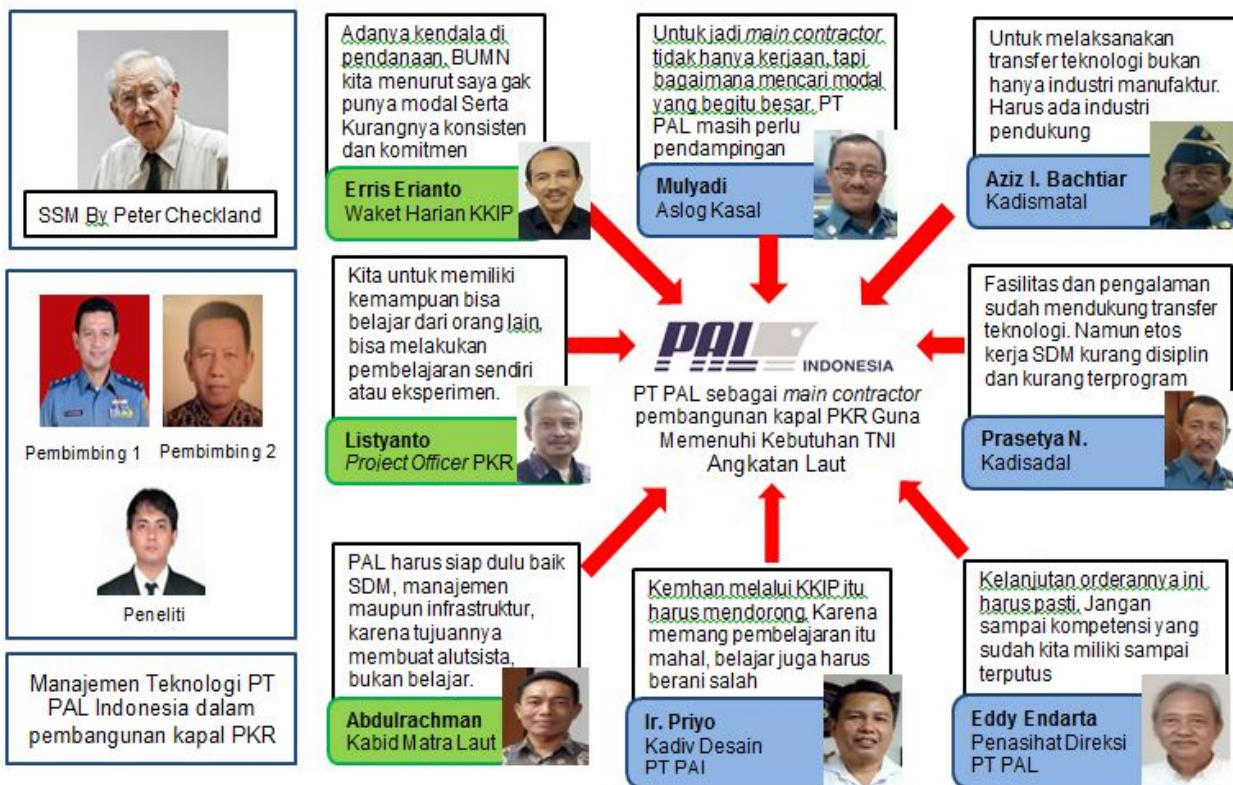 SSM By Peter Checkland
Pembimbing 1
Pembimbing 2
Peneliti
Manajemen Teknologi PT
PAL Indonesia dalam
pembangunan kapal PKR
Adanya kendala di
pendanaan. BUMN
kita menurut saya gak
punya modal Serta
Kurangnya konsisten
dan komitmen
Erris Erianto
Waket Harian KKIP
Untuk jadi main contractor
tidak hanya kerjaan, tapi
bagaimana mencari modal
yang begitu besar. PT
PAL masih perlu
pendampingan
Mulyadi
Aslog Kasal
Untuk melaksanakan
transfer teknologi bukan
hanya industri manufaktur.
Harus ada industri
pendukung
Aziz I. Bachtiar
Kadismatal
Kita untuk memiliki
kemampuan bisa
belajar dari orang lain,
bisa melakukan
pembelajaran sendiri
atau eksperimen.
Listyanto
Project Officer PKR
PAL
INDONESIA
PT PAL sebagai main contractor
pembangunan kapal PKR Guna
Memenuhi Kebutuhan TNI
Angkatan Laut
Fasilitas dan pengalaman
sudah mendukung transfer
teknologi. Namun etos
kerja SDM kurang disiplin
dan kurang terprogram
Prasetya N.
Kadisadal
PAL harus siap dulu baik
SDM, manajemen
maupun infrastruktur,
karena tujuannya
membuat alutsista,
bukan belajar.
Abdulrachman
Kabid Matra Laut
Kemhan melalui KKIP itu
harus mendorong. Karena
memang pembelajaran itu
mahal, belajar juga harus
berani salah
Ir. Priyo
Kadiv Desain
PT PAL
Kelanjutan orderannya ini
harus pasti. Jangan
sampai kompetensi yang
sudah kita miliki sampai
terputus
Eddy Endarta
Penasihat Direksi
PT PAL